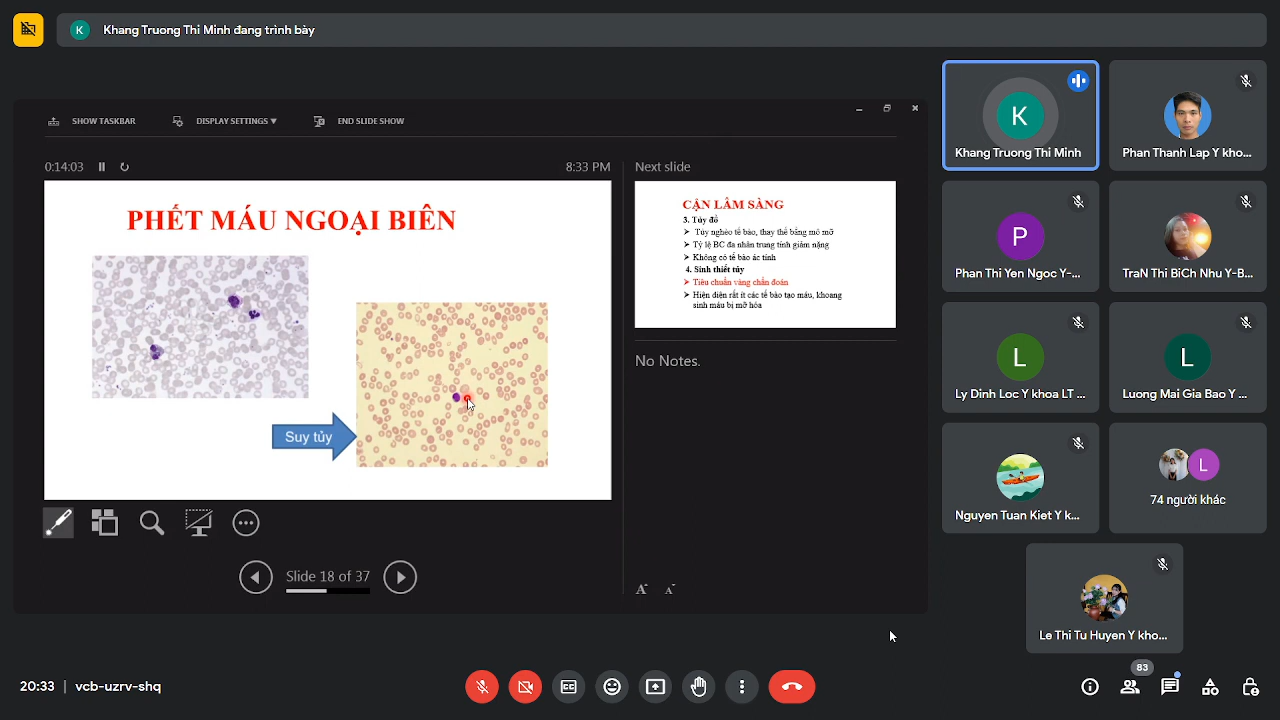 Khang Truong Thi Minh đang trình bày
SHOW TASKBAR
DISPLAY SETTINGS ▼
END SLIDE SHOW
0:14:03
8:33 PM
PHẾT MÁU NGOẠI BIÊN
Suy tủy
Slide 18 of 37
Next slide
CẬN LÂM SÀNG
3. Tủy đồ
➢ Tủy nghèo tế bào, thay thế bằng mô mỡ
➢ Tỷ lệ BC đa nhân trung tính giảm nặng
➢ Không có tế bào ác tính
4. Sinh thiết tủy
➢ Tiêu chuẩn vàng chẩn đoán
➢ Hiện diện rất ít các tế bào tạo máu, khoang
sinh máu bị mỡ hóa
No Notes.
Khang Truong Thi Minh
Phan Thanh Lap Y kho...
Phan Thi Yen Ngoc Y-...
TraN Thi BiCh Nhu Y-B...
Ly Dinh Loc Y khoa LT ...
Luong Mai Gia Bao Y ...
Nguyen Tuan Kiet Y k...
74 người khác
Le Thi Tu Huyen Y kho...
20:33 | vcb-uzrv-shq
83